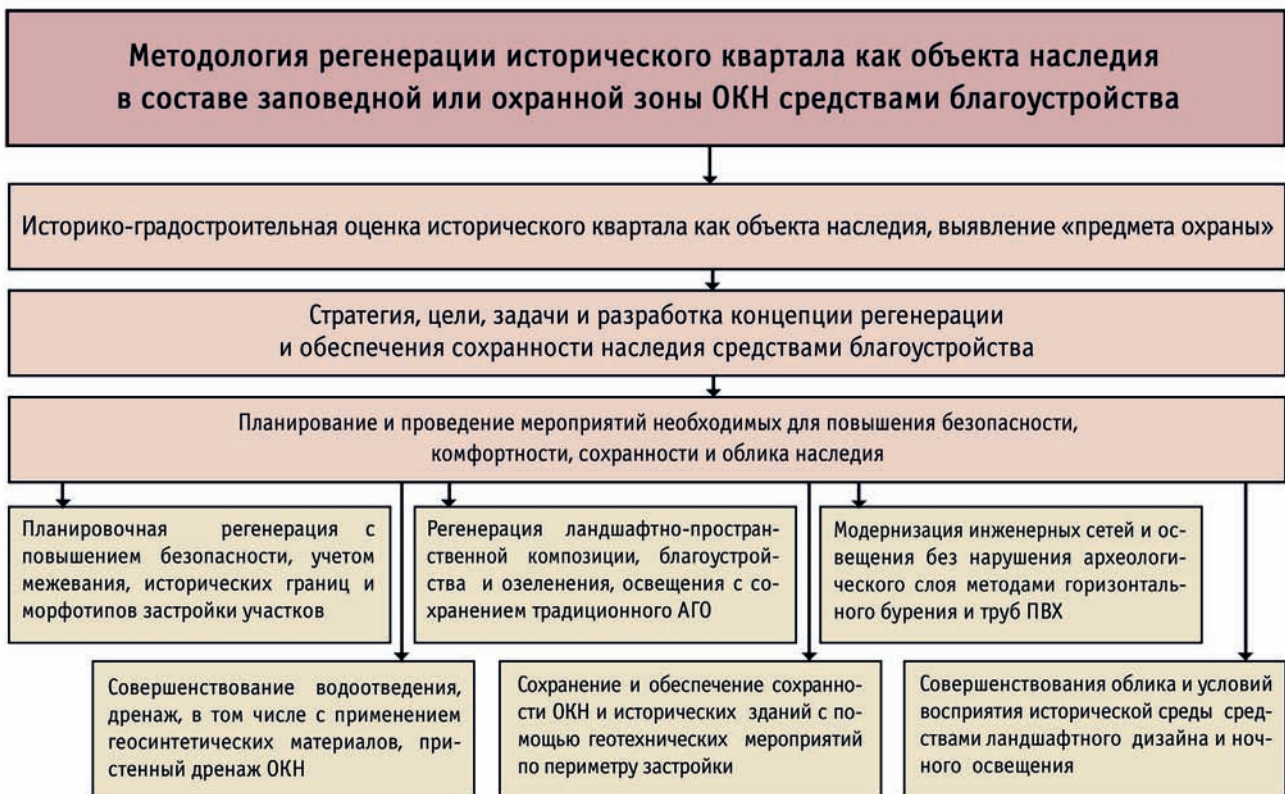 Методология регенерации исторического квартала как объекта наследия
в составе заповедной или охранной зоны ОКН средствами благоустройства
Историко-градостроительная оценка исторического квартала как объекта наследия, выявление «предмета охраны»
Стратегия, цели, задачи и разработка концепции регенерации
и обеспечения сохранности наследия средствами благоустройства
Планирование и проведение мероприятий необходимых для повышения безопасности,
комфортности, сохранности и облика наследия
Планировочная регенерация с
повышением безопасности, учетом
межевания, исторических границ и
морфотипов застройки участков
Регенерация ландшафтно-простран-
ственной композиции, благоустрой-
ства и озеленения, освещения с со-
хранением традиционного АГО
Модернизация инженерных сетей и ос-
вещения без нарушения археологи-
ческого слоя методами горизонталь-
ного бурения и труб ПВХ
Совершенствование водоотведения,
дренаж, в том числе с применением
геосинтетических материалов, при-
стенный дренаж ОКН
Сохранение и обеспечение сохранно-
сти ОКН и исторических зданий с по-
мощью геотехнических мероприятий
по периметру застройки
Совершенствования облика и условий
восприятия исторической среды сред-
ствами ландшафтного дизайна и ноч-
ного освещения